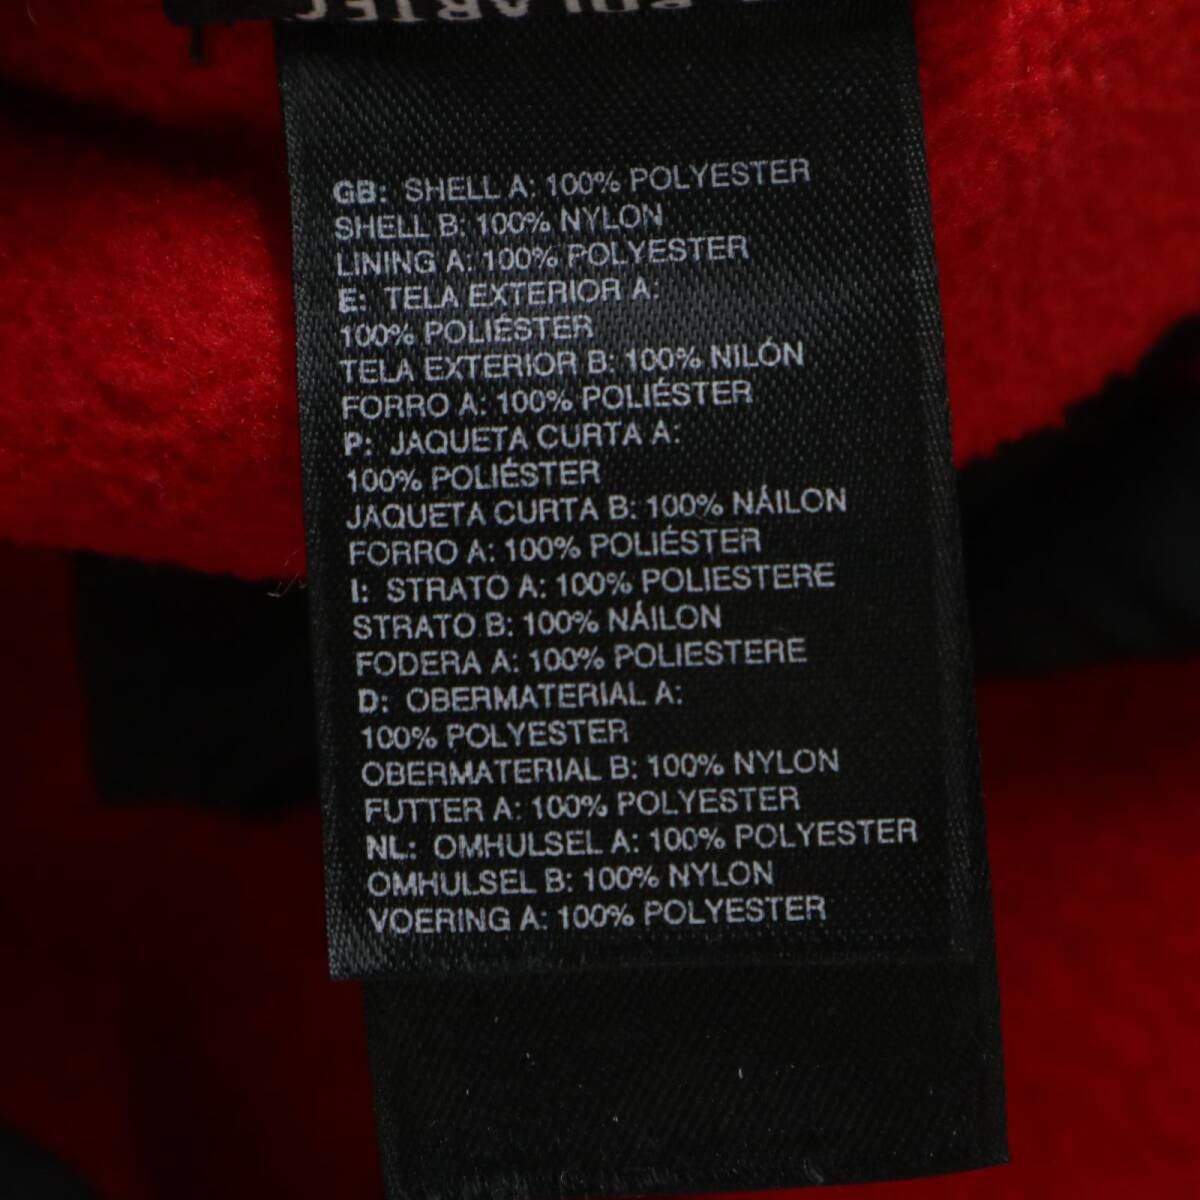 POLARTEC
GB: SHELL A: 100% POLYESTER
SHELL B: 100% NYLON
LINING A: 100% POLYESTER
E: TELA EXTERIOR A:
100% POLIÉSTER
TELA EXTERIOR B: 100% NILÓN
FORRO A: 100% POLIÉSTER
P: JAQUETA CURTA A:
100% POLIÉSTER
JAQUETA CURTA B: 100% NÁILON
FORRO A: 100% POLIÉSTER
I: STRATO A: 100% POLIESTERE
STRATO B: 100% NÁILON
FODERA A: 100% POLIESTERE
D: OBERMATERIAL A:
100% POLYESTER
OBERMATERIAL B: 100% NYLON
FUTTER A: 100% POLYESTER
NL: OMHULSEL A: 100% POLYESTER
OMHULSEL B: 100% NYLON
VOERING A: 100% POLYESTER